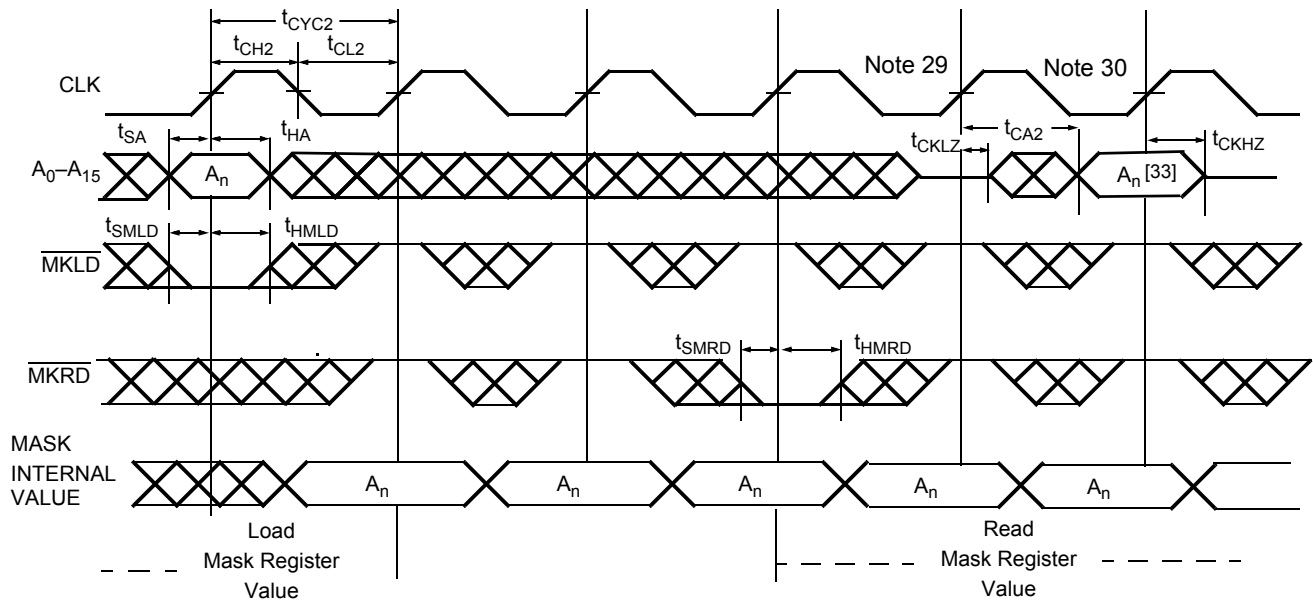 tCYC2
tCH2
tCL2
CLK
Note 29
Note 30
tSA
tHA
tCKLZ
tCA2
tCKHZ
A0–A15
An
An [33]
tSMLD
tHMLD
MKLD
tSMRD
tHMRD
MKRD
MASK
INTERNAL
VALUE
An
An
An
An
An
Load
Mask Register
Value
Read
Mask Register
Value